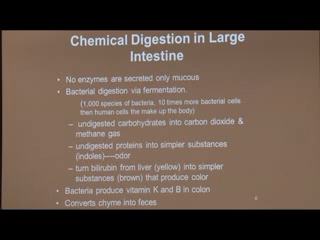 Chemical Digestion in Large
Intestine
• No enzymes are secreted only mucous
• Bacterial digestion via fermentation.
(1,000 species of bacteria, 10 times more bacterial cells
then human cells the make up the body)
– undigested carbohydrates into carbon dioxide &
methane gas
– undigested proteins into simpler substances
(indoles)----odor
– turn bilirubin from liver (yellow) into simpler
substances (brown) that produce color
• Bacteria produce vitamin K and B in colon
• Converts chyme into feces